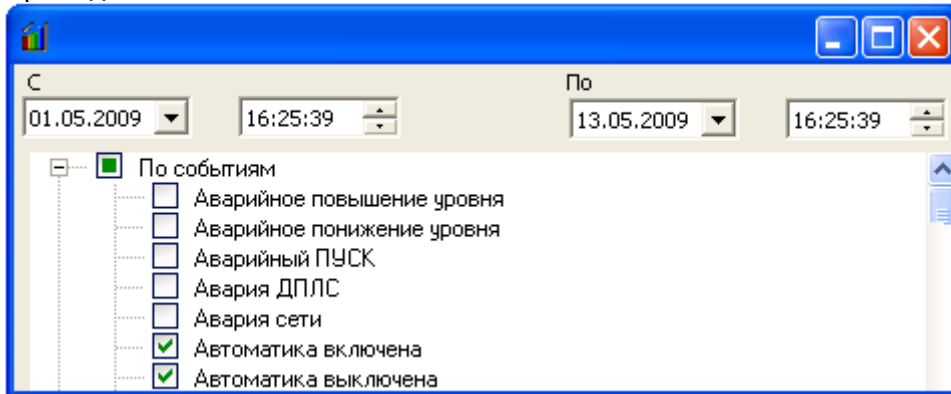 С По
01.05.2009 16:25:39 13.05.2009 16:25:39
По событиям
Аварийное повышение уровня
Аварийное понижение уровня
Аварийный ПУСК
Авария ДПЛС
Авария сети
Автоматика включена
Автоматика выключена